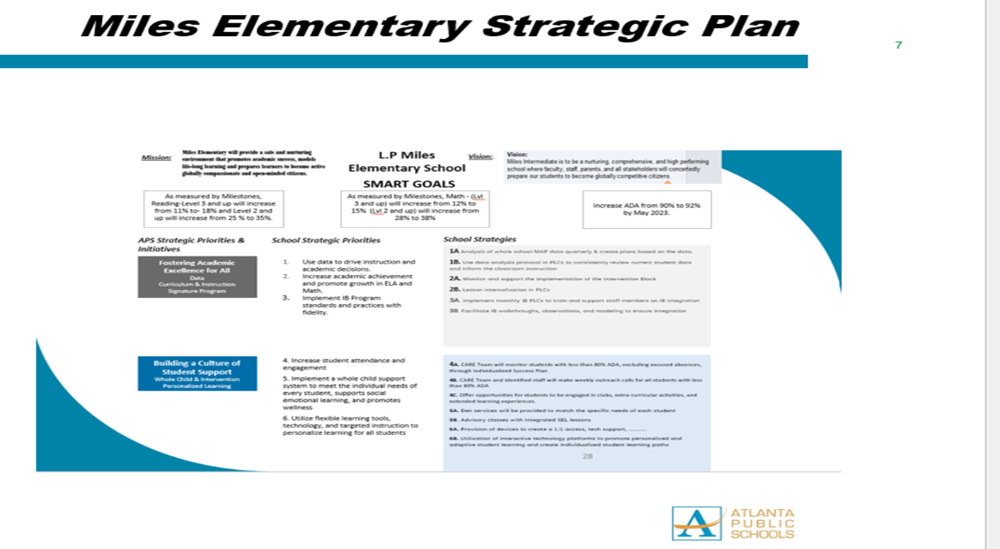 Miles Elementary Strategic Plan
7
Mission:
Miles Elementary will provide a safe and nurturing
environment that promotes academic success, models
life-long learning and prepares learners to become active
globally compassionate and open-minded citizens.
L.P Miles
Elementary School
SMART GOALS
Vision:
Vision:
Miles Intermediate is to be a nurturing, comprehensive, and high performing
school where faculty, staff, parents, and all stakeholders will concertedly
prepare our students to become globally competitive citizens.
As measured by Milestones,
Reading-Level 3 and up will increase
from 11% to- 18% and Level 2 and
up will increase from 25 % to 35%.
As measured by Milestones, Math - (Lvl
3 and up) will increase from 12% to
15% (Lvl 2 and up) will increase from
28% to 38%
Increase ADA from 90% to 92%
by May 2023.
APS Strategic Priorities &
Initiatives
School Strategic Priorities
School Strategies
Fostering Academic
Excellence for All
Data
Curriculum & Instruction
Signature Program
1. Use data to drive instruction and
academic decisions.
2. Increase academic achievement
and promote growth in ELA and
Math.
3. Implement IB Program
standards and practices with
fidelity.
1A Analysis of whole school MAP data quarterly & create plans based on the data.
1B. Use data analysis protocol in PLCs to consistently review current student data
and inform the classroom instruction
2A. Monitor and support the implementation of the Intervention Block
2B. Lesson internalization in PLCs
3A. Implement monthly IB PLCs to train and support staff members on IB integration
3B. Facilitate IB walkthroughs, observations, and modeling to ensure integration
Building a Culture of
Student Support
Whole Child & Intervention
Personalized Learning
4. Increase student attendance and
engagement
5. Implement a whole child support
system to meet the individual needs of
every student, supports social
emotional learning, and promotes
wellness
6. Utilize flexible learning tools,
technology, and targeted instruction to
personalize learning for all students
4A. CARE Team will monitor students with less than 80% ADA, excluding excused absences,
through Individualized Success Plan
4B. CARE Team and identified staff will make weekly outreach calls for all students with less
than 80% ADA
4C. Offer opportunities for students to be engaged in clubs, extra-curricular activities, and
extended learning experiences.
5A. Den services will be provided to match the specific needs of each student
5B. Advisory classes with integrated SEL lessons
6A. Provision of devices to create a 1:1 access, tech support, ______
6B. Utilization of interactive technology platforms to promote personalized and
adaptive student learning and create individualized student learning paths
28
ATLANTA
PUBLIC
SCHOOLS